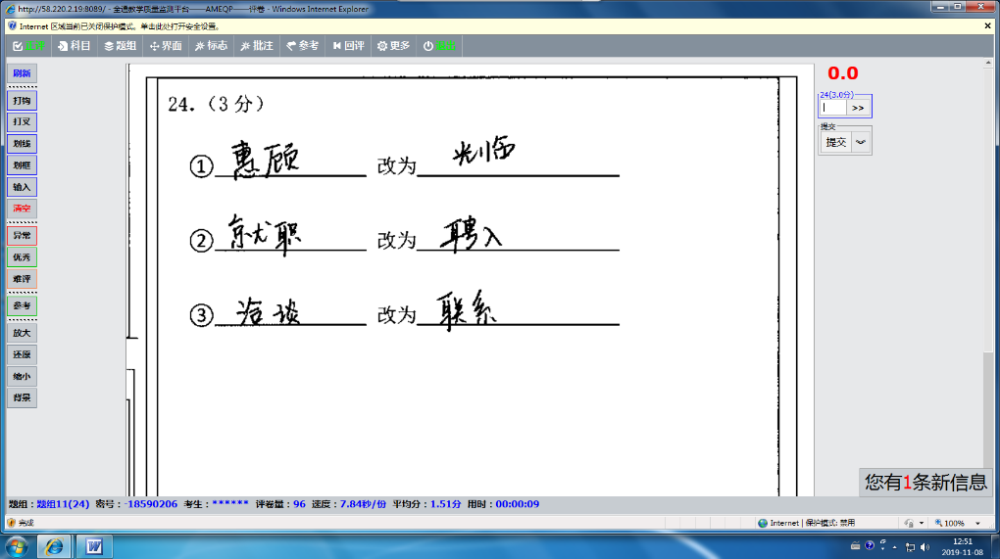 http://58.220.2.19:8089/ - 全通教学质量监测平台——AMEQP——评卷 - Windows Internet Explorer
Internet 区域当前已关闭保护模式。单击此处打开安全设置。
科目 题组 界面 标志 批注 参考 回评 更多
刷新
打钩
打叉
划线
划框
输入
清空
异常
优秀
难评
参考
放大
还原
缩小
背景
24.（3 分）
① 惠顾 改为 光临
② 就职 改为 聘入
③ 洽谈 改为 联系
0.0
24(3.0分)
>>
提交
提交
您有1条新信息
题组：题组11(24) 密号：-18590206 考生：****** 评卷量：96 速度：7.84秒/份 平均分：1.51分 用时：00:00:09
完成
Internet | 保护模式: 禁用
100%
12:51
2019-11-08